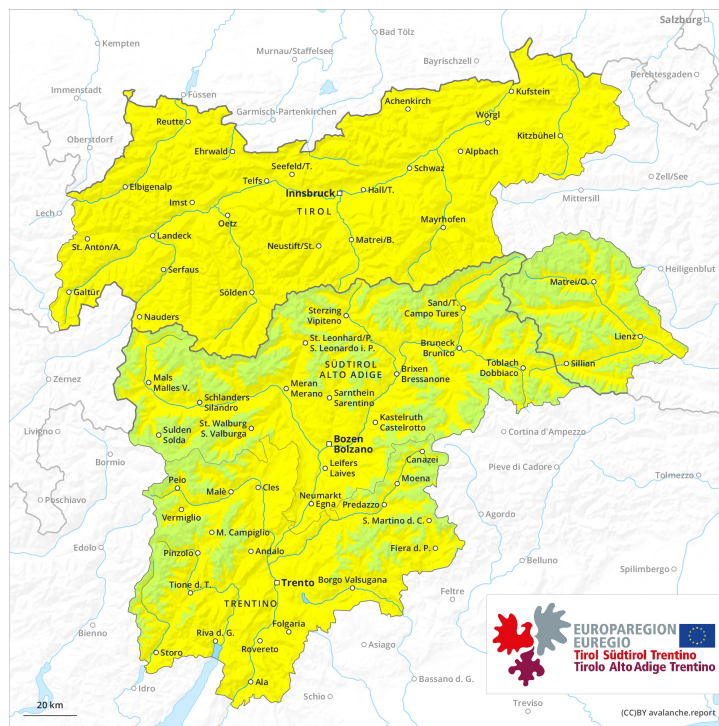 Salzburg
Bad Tölz
Kempten
Murnau/Staffelsee
Bayrischzell
Berchtesgaden
Immenstadt
Füssen
Kufstein
Garmisch-Partenkirchen
Achenkirch
Reutte
Wörgl
Oberstdorf
Kitzbühel
Ehrwald
Alpbach
Seefeld/T.
Schwaz
Telfs
Zell/See
Elbigenalp
Innsbruck
Hall/T.
Mittersill
Imst
TIROL
Lech
Oetz
Mayrhofen
Landeck
Neustift/St.
Matrei/B.
St. Anton/A.
Serfaus
Heiligenblut
Galtür
Sölden
Matrei/O.
Nauders
Sterzing
Vipiteno
Sand/T.
Campo Tures
St. Leonhard/P.
S. Leonardo i. P.
Lienz
Bruneck
Brunico
SÜDTIROL
ALTO ADIGE
Toblach
Dobbiaco
Sillian
Brixen
Bressanone
Zernez
Mals
Malles V.
Meran
Merano
Schlanders
Silandro
Sarnthein
Sarentino
Kastelruth
Castelrotto
St. Walburg
S. Valburga
Sulden
Solda
Cortina d'Ampezzo
Livigno
Bozen
Bolzano
Canazei
Bormio
Pieve di Cadore
Leifers
Laives
Tolmezzo
Peio
Moena
Malè
Cles
Poschiavo
Neumarkt
Egna
Predazzo
Vermiglio
Agordo
S. Martino d. C.
M. Campiglio
Edolo
Pinzolo
Andalo
Fiera d. P.
Belluno
Spilimbergo
Trento
Tione d. T.
Borgo Valsugana
Feltre
TRENTINO
Folgaria
Bienno
Riva d. G.
Rovereto
Asiago
Storo
Bassano d. G.
Ala
Idro
Schio
Treviso
EUROPAREGION
EUREGIO
Tirol Südtirol Trentino
Tirolo Alto Adige Trentino
20 km
(CC)BY avalanche.report